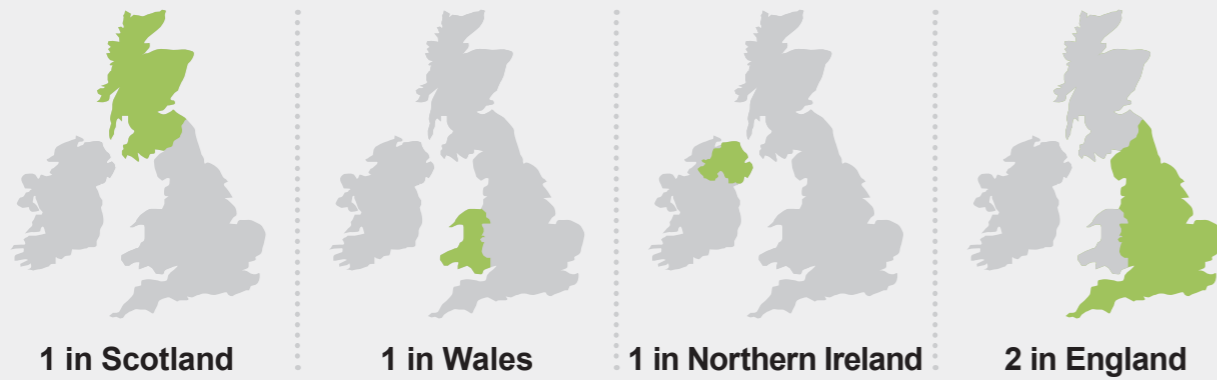 1 in Scotland
1 in Wales
1 in Northern Ireland
2 in England